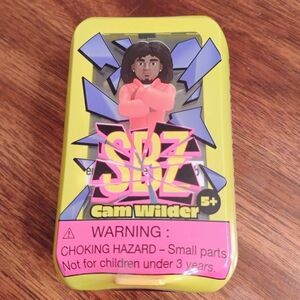 SBZ
Cam Wilder
5+
WARNING :
CHOKING HAZARD – Small parts
Not for children under 3 years.